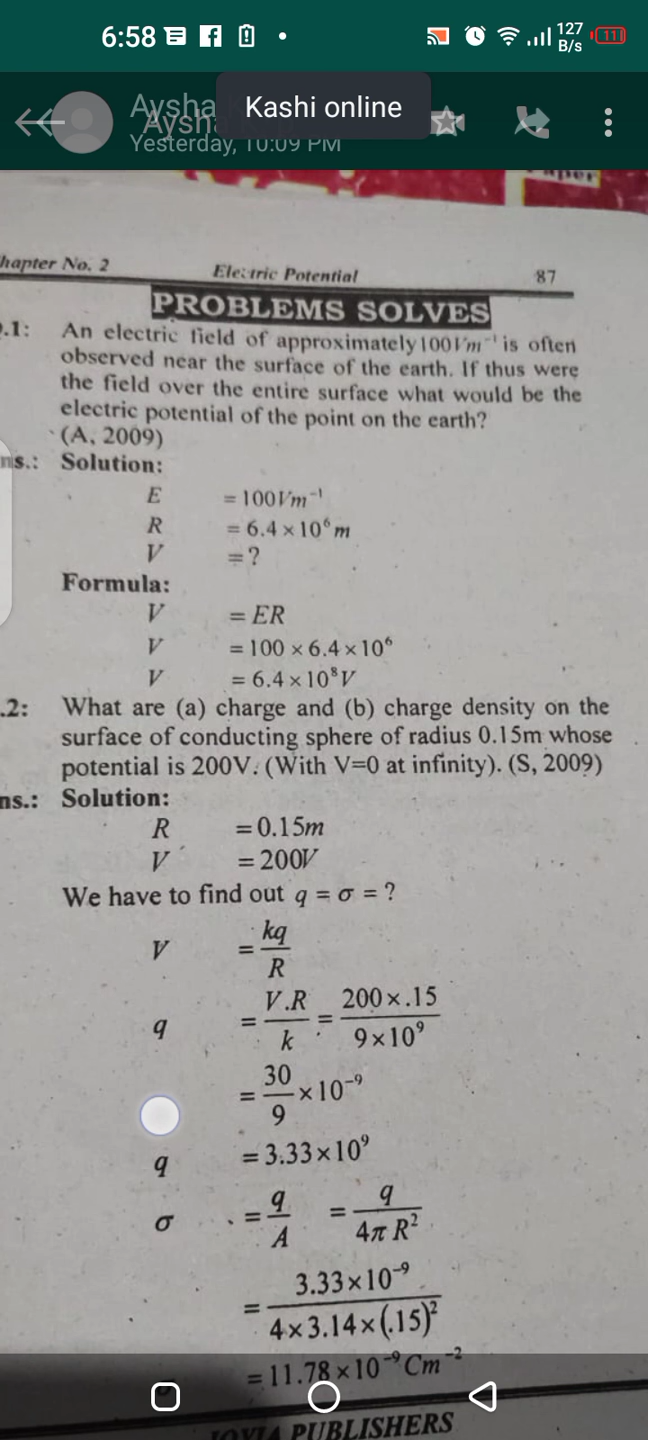 6:58
127
B/s
11
Aysha
Kashi online
Yesterday, 10:09 PM
Paper
hapter No. 2 Electric Potential 87
PROBLEMS SOLVES
.1: An electric field of approximately 100Vm⁻¹ is often
observed near the surface of the earth. If thus were
the field over the entire surface what would be the
electric potential of the point on the earth?
(A, 2009)
ns.: Solution:
E = 100Vm⁻¹
R = 6.4 × 10⁶ m
V = ?
Formula:
V = ER
V = 100 × 6.4 × 10⁶
V = 6.4 × 10⁸ V
.2: What are (a) charge and (b) charge density on the
surface of conducting sphere of radius 0.15m whose
potential is 200V. (With V=0 at infinity). (S, 2009)
ns.: Solution:
R = 0.15m
V = 200V
We have to find out q = σ = ?
V = kq/R
q = V.R/k = 200×.15/9×10⁹
= 30/9 × 10⁻⁹
q = 3.33×10⁹
σ = q/A = q/4π R²
= 3.33×10⁻⁹/4×3.14×(.15)²
= 11.78 × 10⁻⁹ Cm⁻²
PUBLISHERS